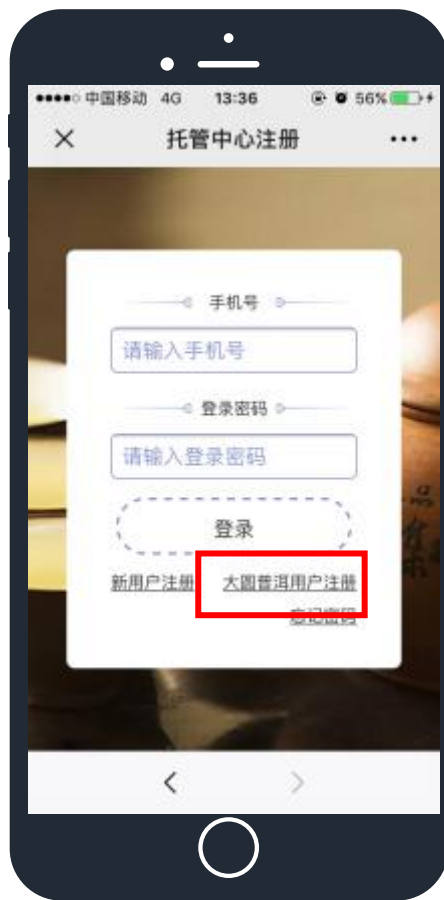 中国移动 4G 13:36 56%
托管中心注册
手机号
请输入手机号
登录密码
请输入登录密码
登录
新用户注册 大圆普洱用户注册
忘记密码